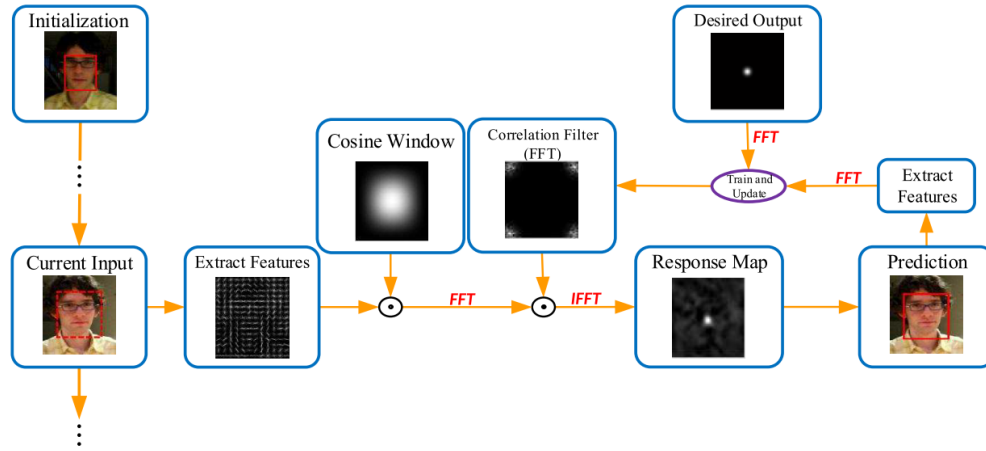 Initialization
Desired Output
Cosine Window
Correlation Filter
(FFT)
FFT
Train and
Update
FFT
Extract
Features
Current Input
Extract Features
FFT
IFFT
Response Map
Prediction